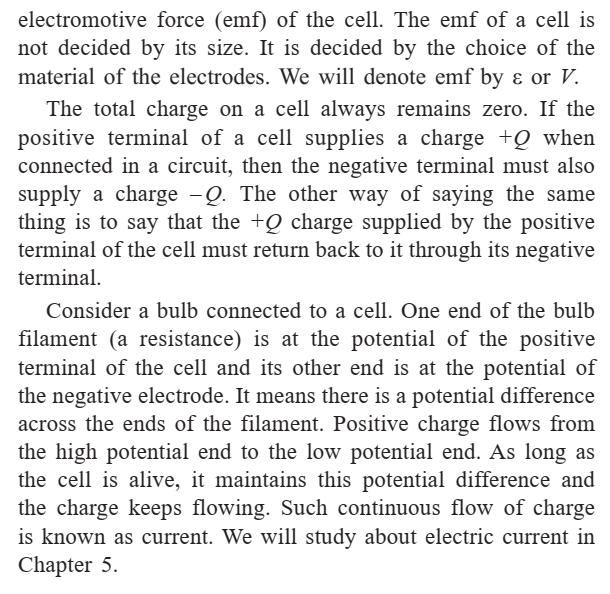 electromotive force (emf) of the cell. The emf of a cell is
not decided by its size. It is decided by the choice of the
material of the electrodes. We will denote emf by ε or V.
The total charge on a cell always remains zero. If the
positive terminal of a cell supplies a charge +Q when
connected in a circuit, then the negative terminal must also
supply a charge −Q. The other way of saying the same
thing is to say that the +Q charge supplied by the positive
terminal of the cell must return back to it through its negative
terminal.
Consider a bulb connected to a cell. One end of the bulb
filament (a resistance) is at the potential of the positive
terminal of the cell and its other end is at the potential of
the negative electrode. It means there is a potential difference
across the ends of the filament. Positive charge flows from
the high potential end to the low potential end. As long as
the cell is alive, it maintains this potential difference and
the charge keeps flowing. Such continuous flow of charge
is known as current. We will study about electric current in
Chapter 5.